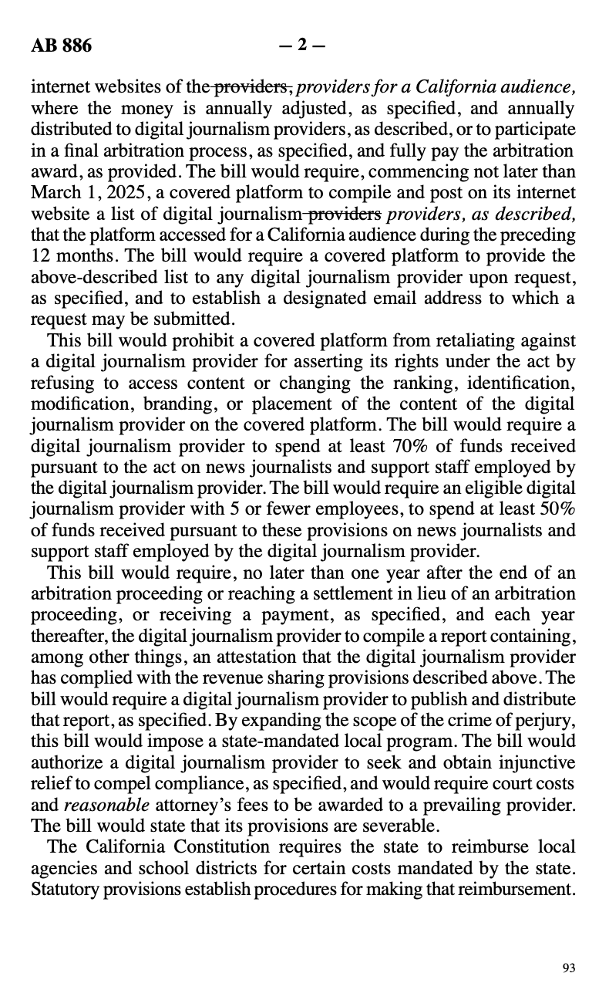 AB 886
— 2 —
internet websites of the providers, providers for a California audience,
where the money is annually adjusted, as specified, and annually
distributed to digital journalism providers, as described, or to participate
in a final arbitration process, as specified, and fully pay the arbitration
award, as provided. The bill would require, commencing not later than
March 1, 2025, a covered platform to compile and post on its internet
website a list of digital journalism providers providers, as described,
that the platform accessed for a California audience during the preceding
12 months. The bill would require a covered platform to provide the
above-described list to any digital journalism provider upon request,
as specified, and to establish a designated email address to which a
request may be submitted.
This bill would prohibit a covered platform from retaliating against
a digital journalism provider for asserting its rights under the act by
refusing to access content or changing the ranking, identification,
modification, branding, or placement of the content of the digital
journalism provider on the covered platform. The bill would require a
digital journalism provider to spend at least 70% of funds received
pursuant to the act on news journalists and support staff employed by
the digital journalism provider. The bill would require an eligible digital
journalism provider with 5 or fewer employees, to spend at least 50%
of funds received pursuant to these provisions on news journalists and
support staff employed by the digital journalism provider.
This bill would require, no later than one year after the end of an
arbitration proceeding or reaching a settlement in lieu of an arbitration
proceeding, or receiving a payment, as specified, and each year
thereafter, the digital journalism provider to compile a report containing,
among other things, an attestation that the digital journalism provider
has complied with the revenue sharing provisions described above. The
bill would require a digital journalism provider to publish and distribute
that report, as specified. By expanding the scope of the crime of perjury,
this bill would impose a state-mandated local program. The bill would
authorize a digital journalism provider to seek and obtain injunctive
relief to compel compliance, as specified, and would require court costs
and reasonable attorney’s fees to be awarded to a prevailing provider.
The bill would state that its provisions are severable.
The California Constitution requires the state to reimburse local
agencies and school districts for certain costs mandated by the state.
Statutory provisions establish procedures for making that reimbursement.
93